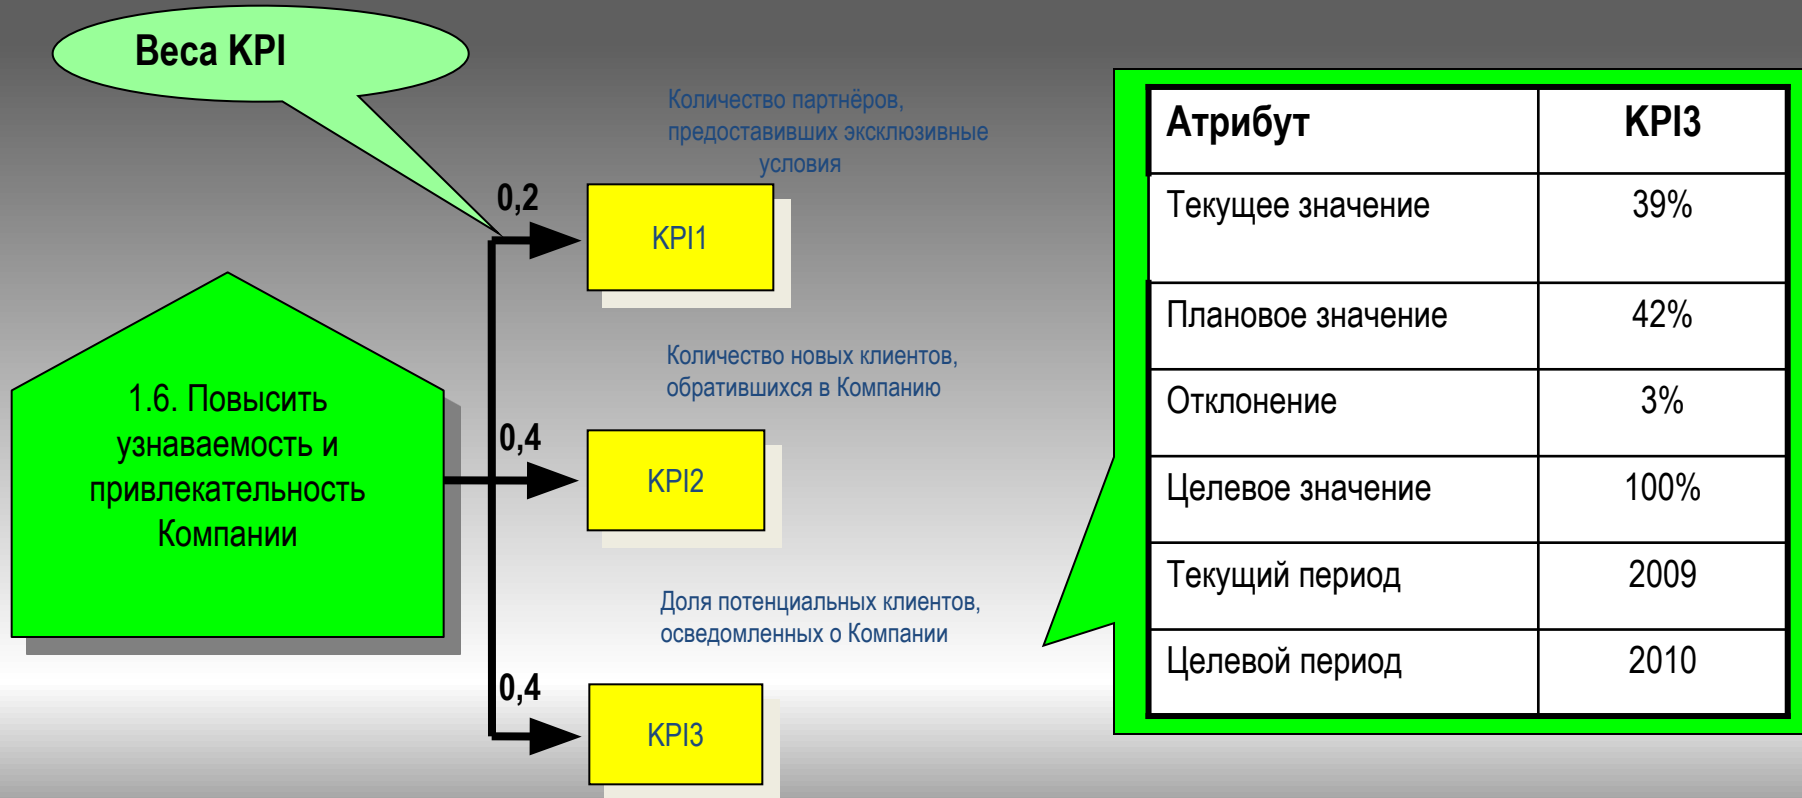 Веса KPI
Количество партнёров,
предоставивших эксклюзивные
условия
0,2
KPI1
1.6. Повысить
узнаваемость и
привлекательность
Компании
Количество новых клиентов,
обратившихся в Компанию
0,4
KPI2
Доля потенциальных клиентов,
осведомленных о Компании
0,4
KPI3
Атрибут KPI3
Текущее значение 39%
Плановое значение 42%
Отклонение 3%
Целевое значение 100%
Текущий период 2009
Целевой период 2010